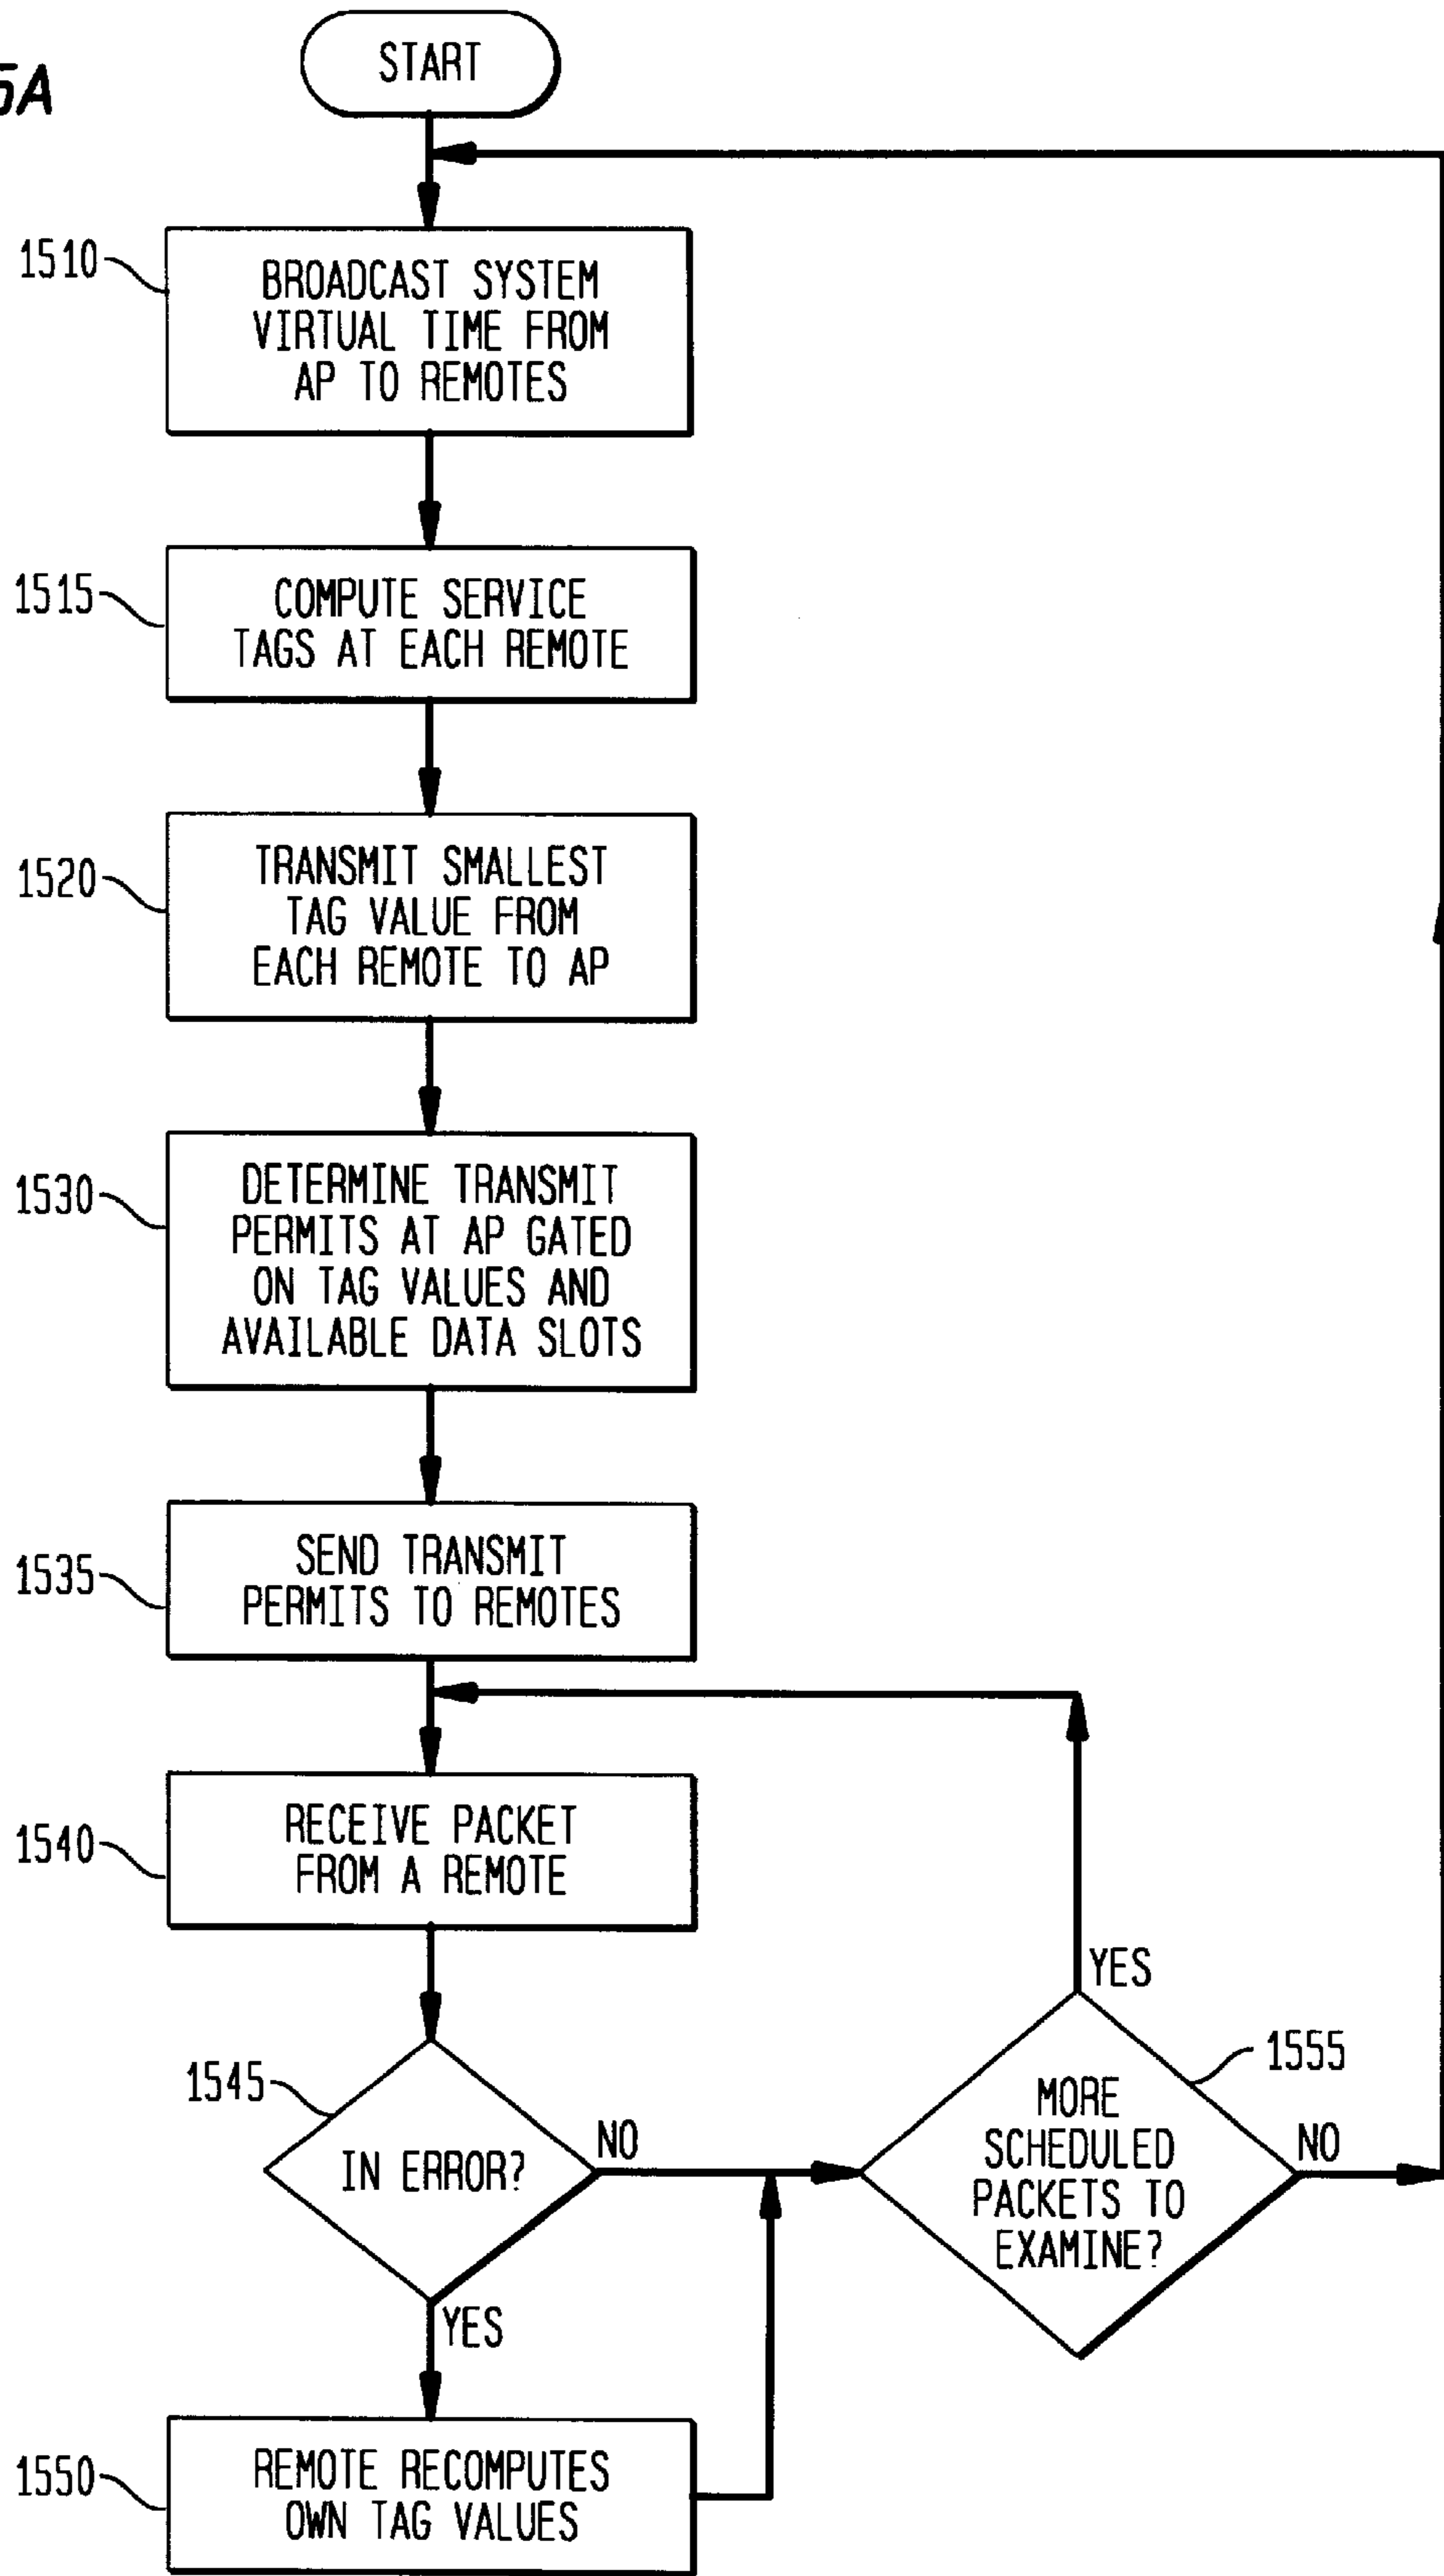 5A
START
1510
BROADCAST SYSTEM
VIRTUAL TIME FROM
AP TO REMOTES
1515
COMPUTE SERVICE
TAGS AT EACH REMOTE
1520
TRANSMIT SMALLEST
TAG VALUE FROM
EACH REMOTE TO AP
1530
DETERMINE TRANSMIT
PERMITS AT AP GATED
ON TAG VALUES AND
AVAILABLE DATA SLOTS
1535
SEND TRANSMIT
PERMITS TO REMOTES
1540
RECEIVE PACKET
FROM A REMOTE
1545
IN ERROR?
NO
YES
1555
MORE
SCHEDULED
PACKETS TO
EXAMINE?
YES
NO
1550
REMOTE RECOMPUTES
OWN TAG VALUES